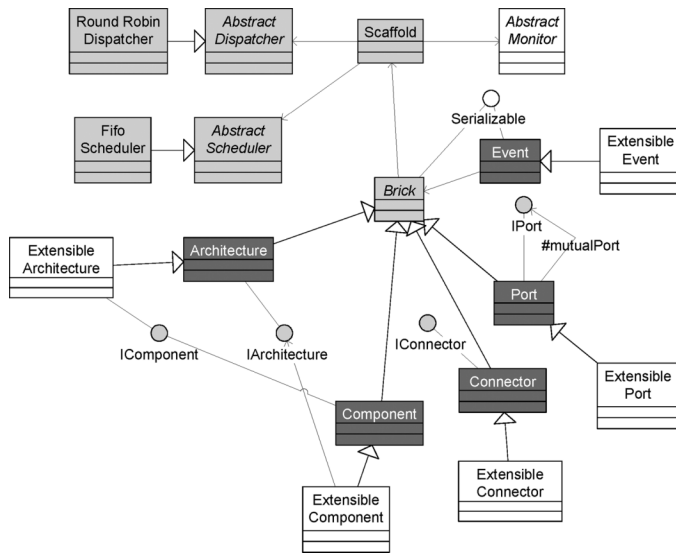 Round Robin
Dispatcher
Abstract
Dispatcher
Scaffold
Abstract
Monitor
Fifo
Scheduler
Abstract
Scheduler
Serializable
Event
Extensible
Event
Brick
IPort
#mutualPort
Extensible
Architecture
Architecture
Port
IComponent
IArchitecture
IConnector
Connector
Extensible
Port
Component
Extensible
Connector
Extensible
Component